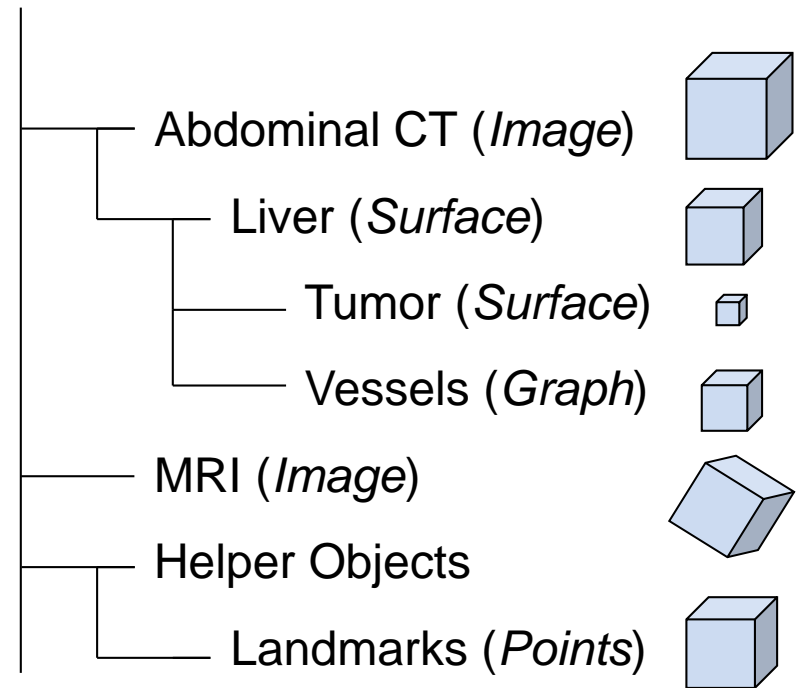 Abdominal CT (Image)
Liver (Surface)
Tumor (Surface)
Vessels (Graph)
MRI (Image)
Helper Objects
Landmarks (Points)